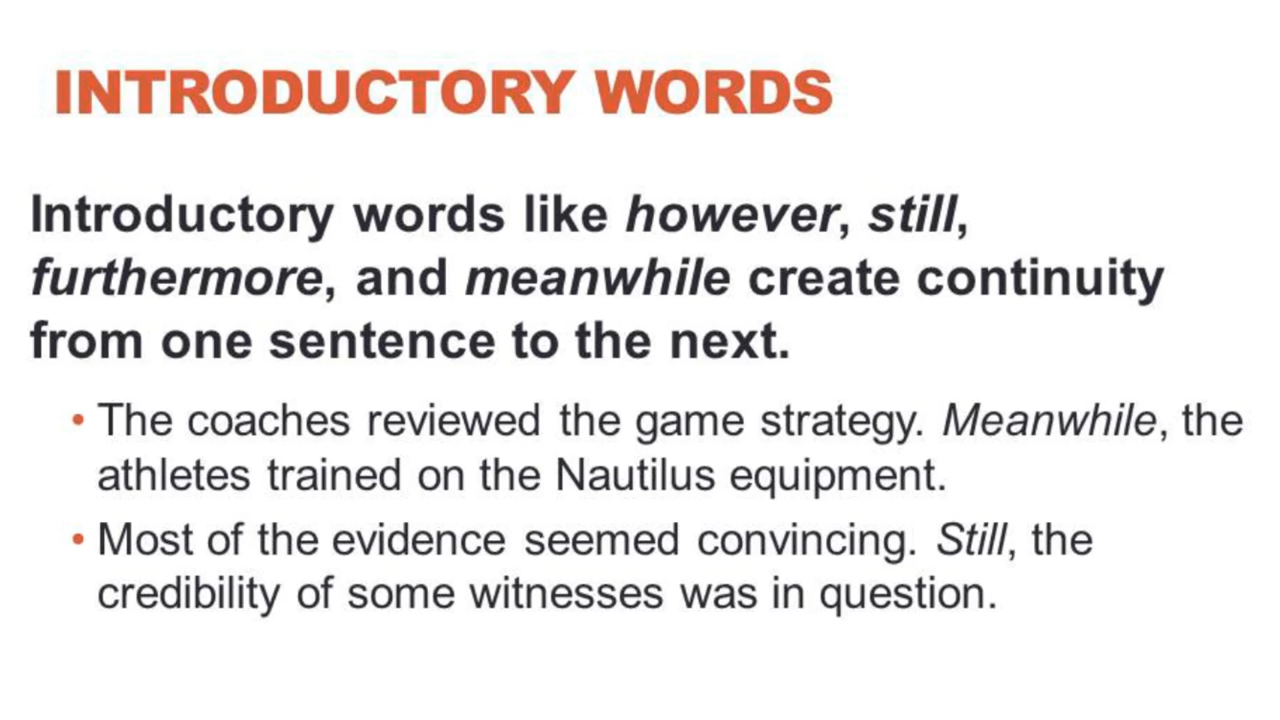 INTRODUCTORY WORDS
Introductory words like however, still,
furthermore, and meanwhile create continuity
from one sentence to the next.
• The coaches reviewed the game strategy. Meanwhile, the
athletes trained on the Nautilus equipment.
• Most of the evidence seemed convincing. Still, the
credibility of some witnesses was in question.